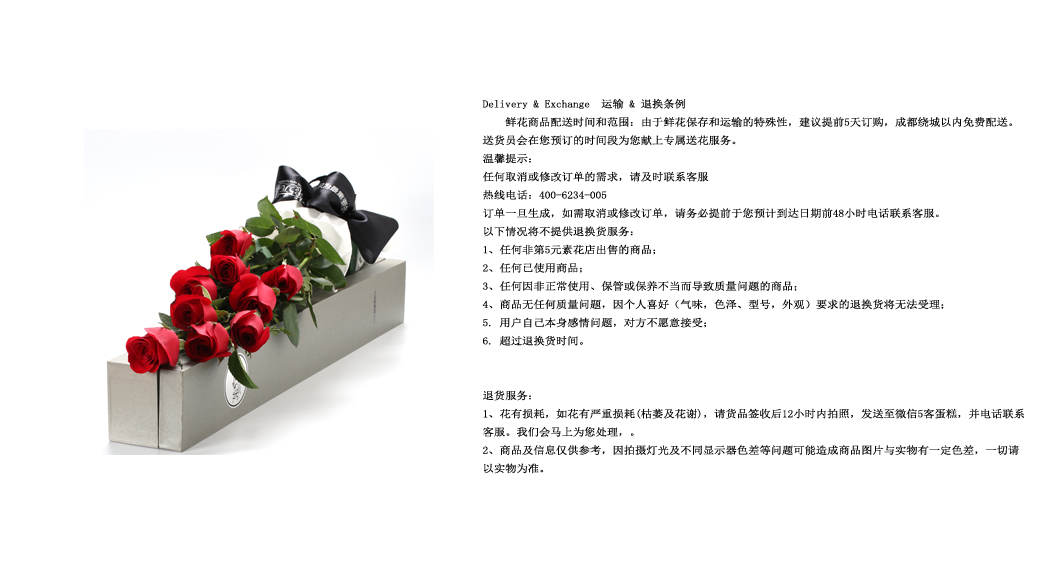 Delivery & Exchange  运输 & 退换条例
鲜花商品配送时间和范围：由于鲜花保存和运输的特殊性，建议提前5天订购，成都绕城以内免费配送。
送货员会在您预订的时间段为您献上专属送花服务。
温馨提示：
任何取消或修改订单的需求，请及时联系客服
热线电话：400-6234-005
订单一旦生成，如需取消或修改订单，请务必提前于您预计到达日期前48小时电话联系客服。
以下情况将不提供退换货服务：
1、任何非第5元素花店出售的商品；
2、任何已使用商品；
3、任何因非正常使用、保管或保养不当而导致质量问题的商品；
4、商品无任何质量问题，因个人喜好（气味，色泽、型号，外观）要求的退换货将无法受理；
5. 用户自己本身感情问题，对方不愿意接受；
6. 超过退换货时间。
退货服务：
1、花有损耗，如花有严重损耗(枯萎及花谢)，请货品签收后12小时内拍照，发送至微信5客蛋糕，并电话联系
客服。我们会马上为您处理，。
2、商品及信息仅供参考，因拍摄灯光及不同显示器色差等问题可能造成商品图片与实物有一定色差，一切请
以实物为准。